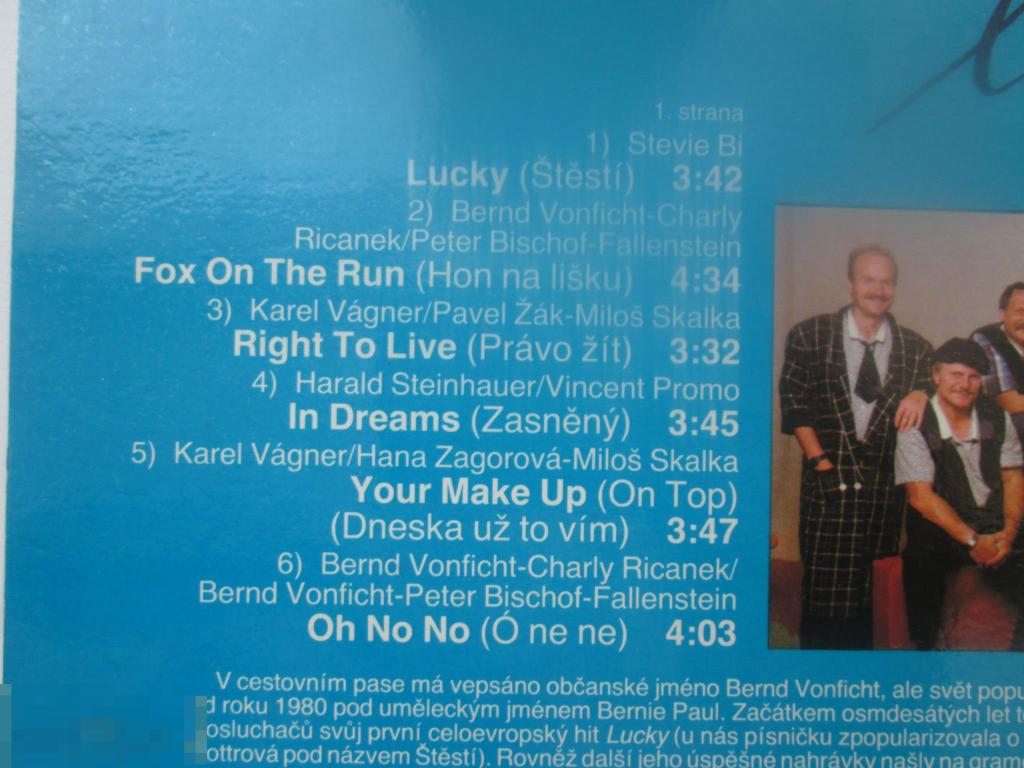 1. strana
1) Stevie Bi
Lucky (Štěstí) 3:42
2) Bernd Vonficht-Charly
Ricanek/Peter Bischof-Fallenstein
Fox On The Run (Hon na lišku) 4:34
3) Karel Vágner/Pavel Žák-Miloš Skalka
Right To Live (Právo žít) 3:32
4) Harald Steinhauer/Vincent Promo
In Dreams (Zasněný) 3:45
5) Karel Vágner/Hana Zagorová-Miloš Skalka
Your Make Up (On Top)
(Dneska už to vím) 3:47
6) Bernd Vonficht-Charly Ricanek/
Bernd Vonficht-Peter Bischof-Fallenstein
Oh No No (Ó ne ne) 4:03
V cestovním pase má vepsáno občanské jméno Bernd Vonficht, ale svět popu
d roku 1980 pod uměleckým jménem Bernie Paul. Začátkem osmdesátých let
osluchačů svůj první celoevropský hit Lucky (u nás písničku zpopularizovala o
ottrová pod názvem Štěstí). Rovněž další jeho úspěšné nahrávky našly na gram